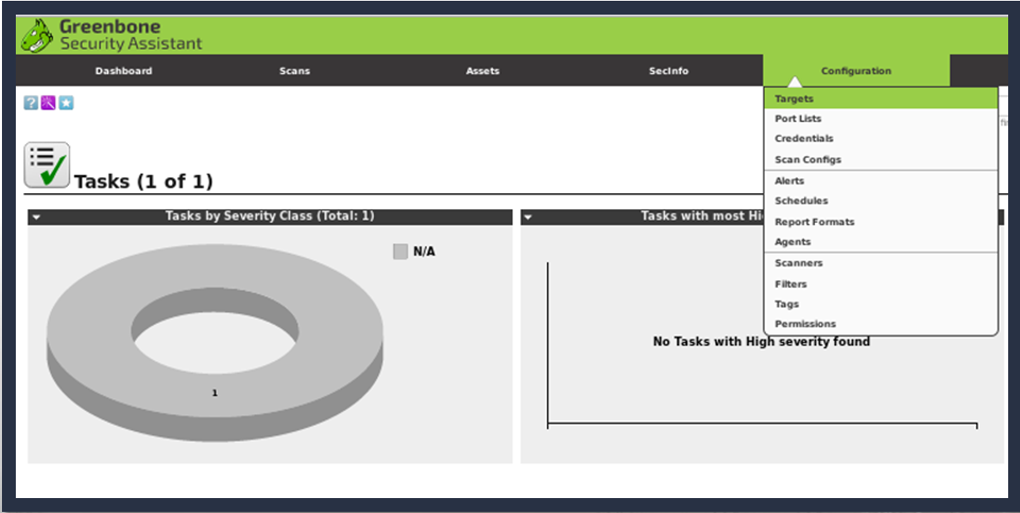 Greenbone
Security Assistant
Dashboard Scans Assets SecInfo Configuration
Targets
Port Lists
Credentials
Scan Configs
Alerts
Schedules
Report Formats
Agents
Scanners
Filters
Tags
Permissions
?
Tasks (1 of 1)
Tasks by Severity Class (Total: 1)
N/A
1
Tasks with most Hi
No Tasks with High severity found